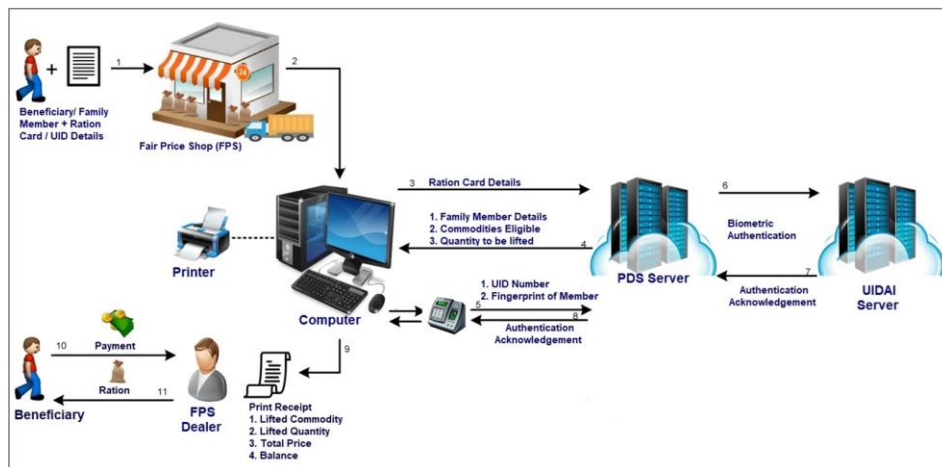 1
2
24
Beneficiary/ Family
Member + Ration
Card / UID Details
Fair Price Shop (FPS)
3 Ration Card Details
6
1. Family Member Details
2. Commodities Eligible
3. Quantity to be lifted
4
Biometric
Authentication
Printer
PDS Server
7
Authentication
Acknowledgement
UIDAI
Server
1. UID Number
2. Fingerprint of Member
5
8
Authentication
Acknowledgement
Computer
9
10 Payment
Ration
11
Beneficiary
FPS
Dealer
Print Receipt
1. Lifted Commodity
2. Lifted Quantity
3. Total Price
4. Balance